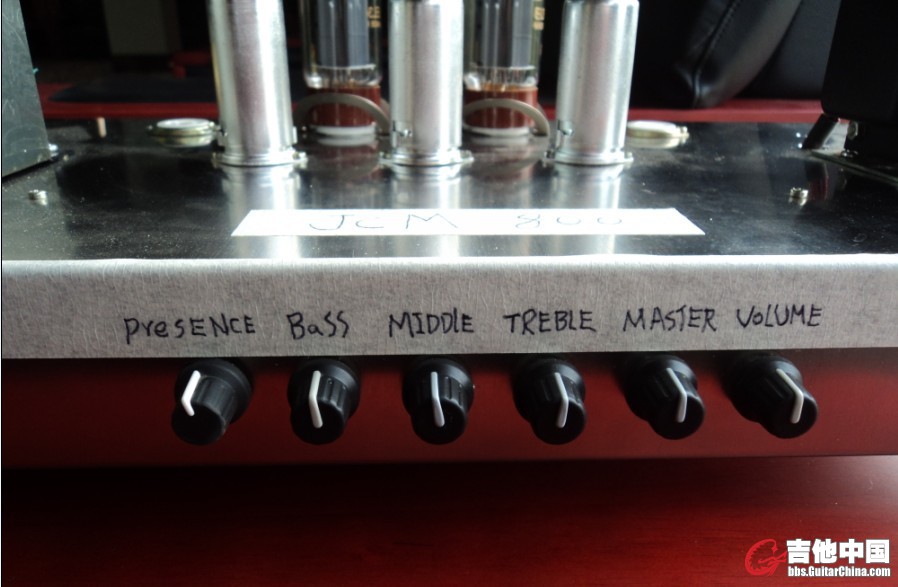 JCM 800
PreSENCE BaSS MIDDlE TREBLE MASTER VoLUME
吉他中国
bbs.GuitarChina.com